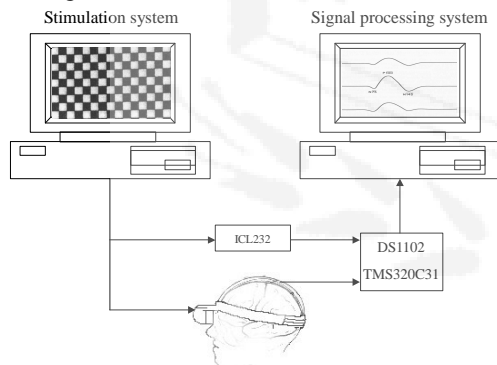 Stimulation system
Signal processing system
ICL232
DS1102
TMS320C31